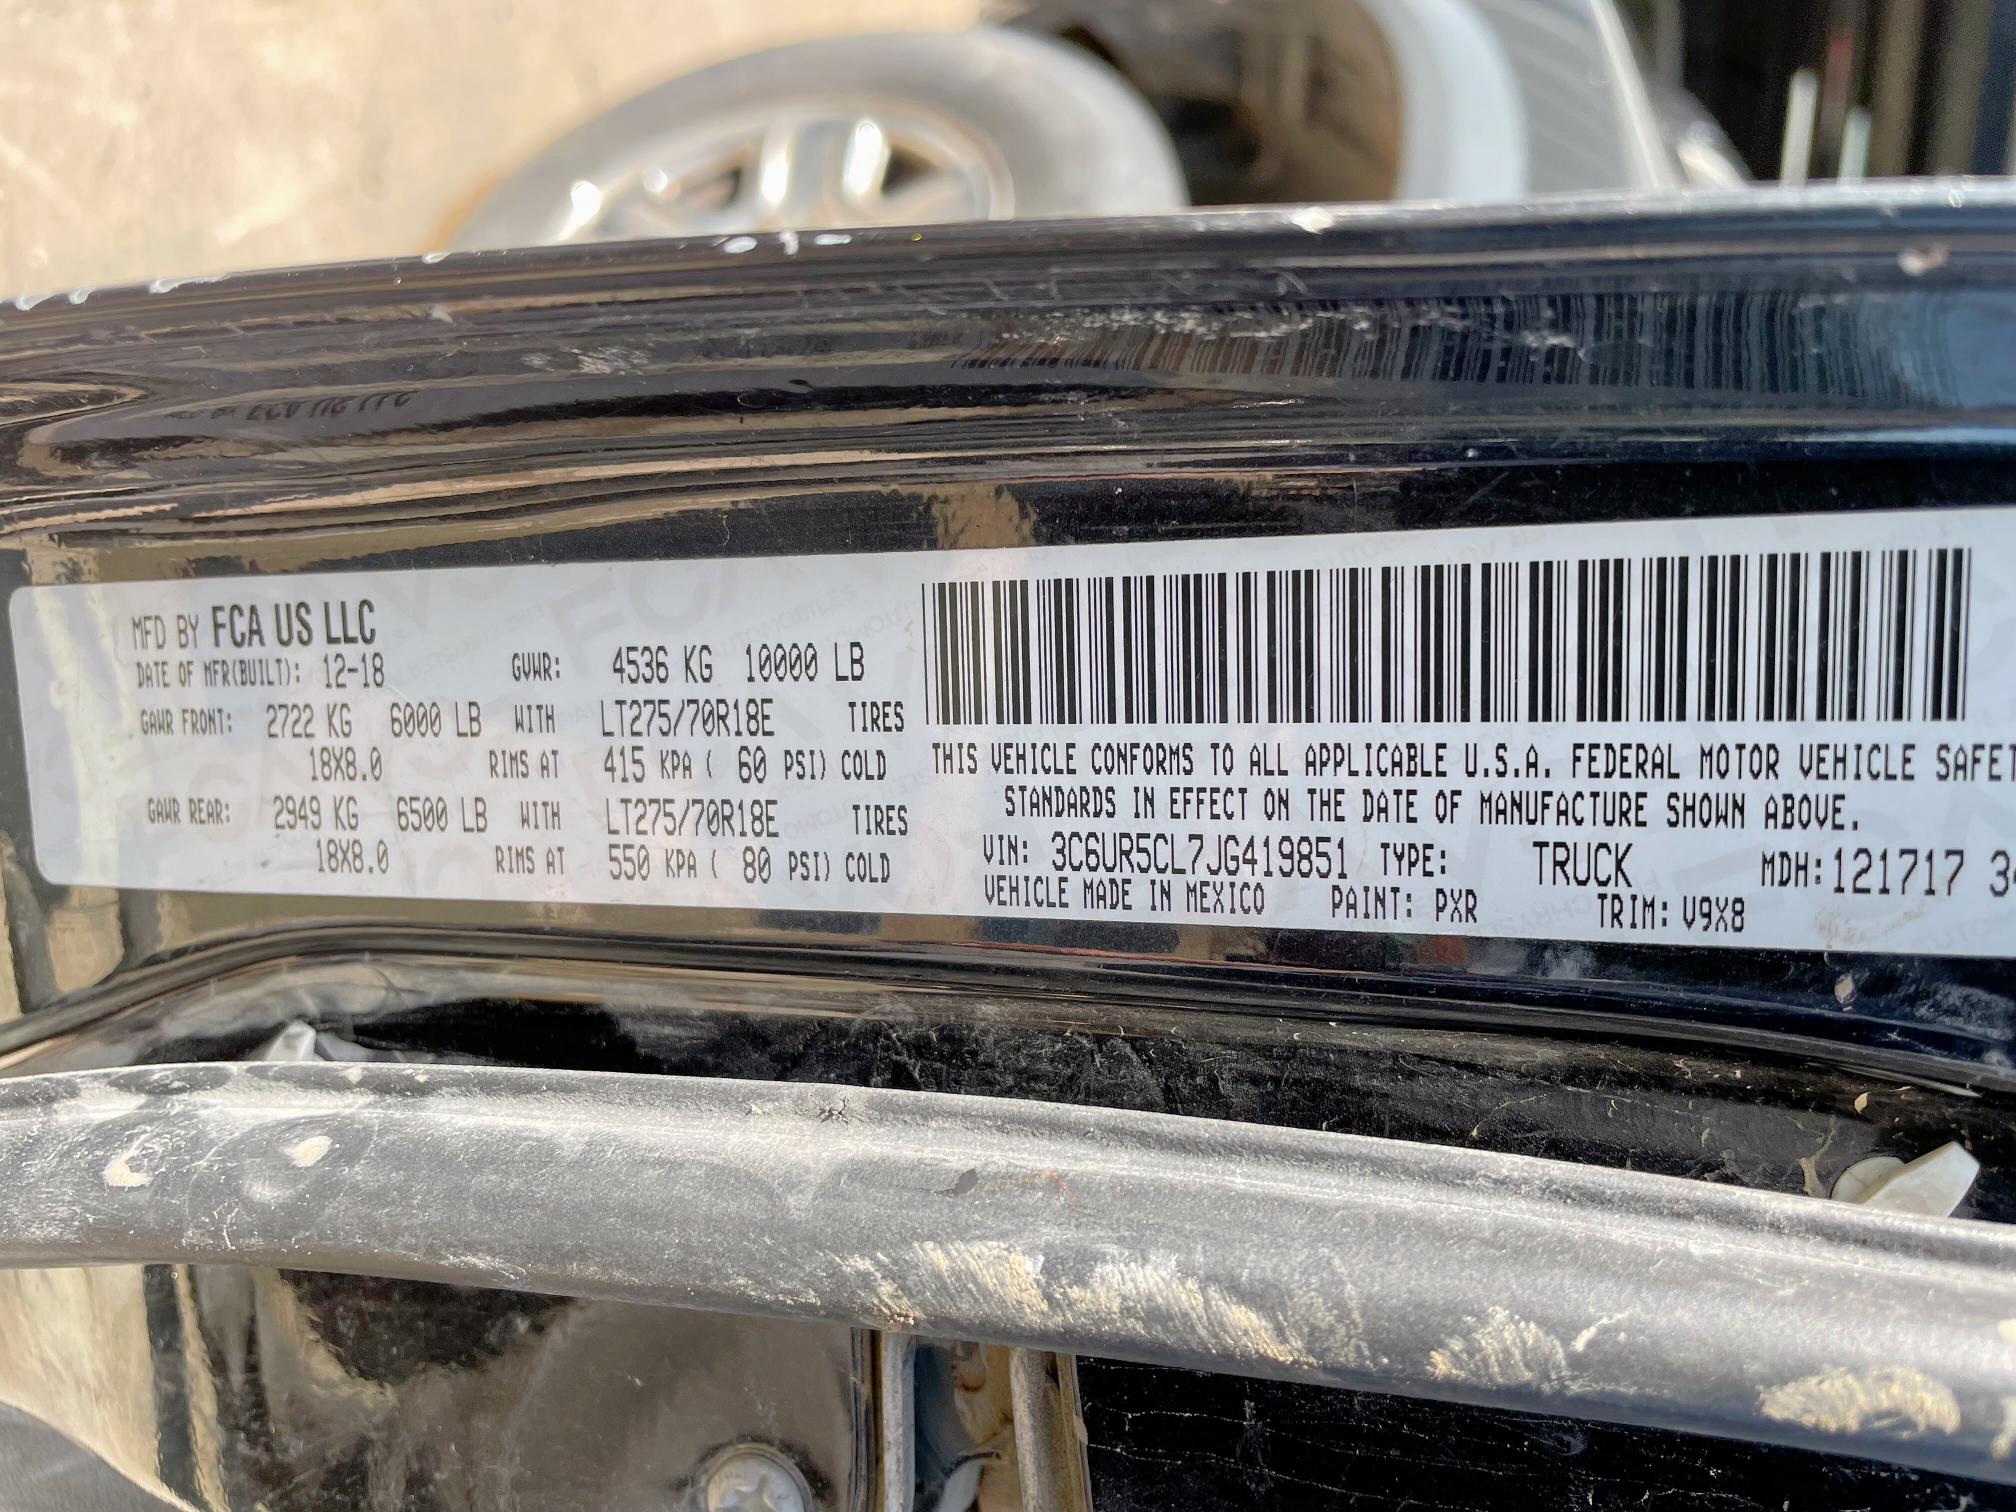 MFD BY FCA US LLC
DATE OF MFR(BUILT): 12-18 GVWR: 4536 KG 10000 LB
GAWR FRONT: 2722 KG 6000 LB WITH LT275/70R18E TIRES
18X8.0 RIMS AT 415 KPA ( 60 PSI) COLD
GAWR REAR: 2949 KG 6500 LB WITH LT275/70R18E TIRES
18X8.0 RIMS AT 550 KPA ( 80 PSI) COLD
THIS VEHICLE CONFORMS TO ALL APPLICABLE U.S.A. FEDERAL MOTOR VEHICLE SAFET
STANDARDS IN EFFECT ON THE DATE OF MANUFACTURE SHOWN ABOVE.
VIN: 3C6UR5CL7JG419851 TYPE: TRUCK MDH: 121717 34
VEHICLE MADE IN MEXICO PAINT: PXR TRIM: V9X8